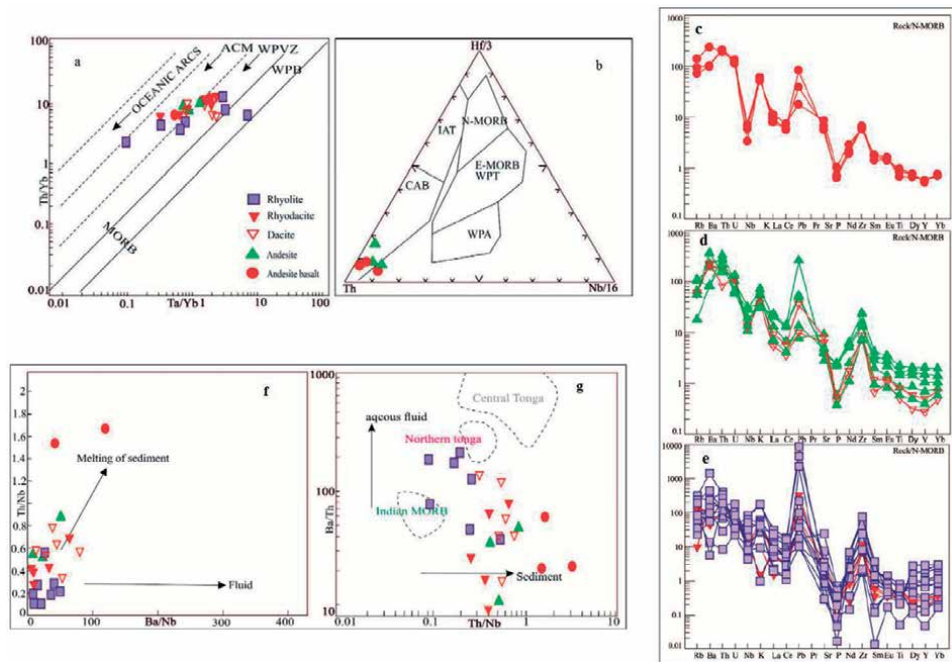 100
a
ACM
WPVZ
WPB
OCEANIC ARCS
10
Th/Yb
1
0.1
MORB
0.01
0.01
0.1
Ta/Yb
1
10
100
Rhyolite
Rhyodacite
Dacite
Andesite
Andesite basalt
Hf/3
b
IAT
N-MORB
E-MORB
WPT
CAB
WPA
Th
Nb/16
c
Rock/N-MORB
1000
100
10
1
0.1
Rb Ba Th U Nb K La Ce Pb Pr Sr P Nd Zr Sm Eu Ti Dy Y Yb
d
Rock/N-MORB
1000
100
10
1
0.1
Rb Ba Th U Nb K La Ce Pb Pr Sr P Nd Zr Sm Eu Ti Dy Y Yb
e
Rock/N-MORB
10000
1000
100
10
1
0.1
0.01
Rb Ba Th U Nb K La Ce Pb Pr Sr P Nd Zr Sm Eu Ti Dy Y Yb
f
2
1.8
1.6
1.4
1.2
1
0.8
0.6
0.4
0.2
0
Th/Nb
Melting of sediment
Fluid
0
100
Ba/Nb
200
300
400
g
1000
100
10
Ba/Th
aqcous fluid
Central Tonga
Northern tonga
Indian MORB
Sediment
0.01
0.1
Th/Nb
1
10